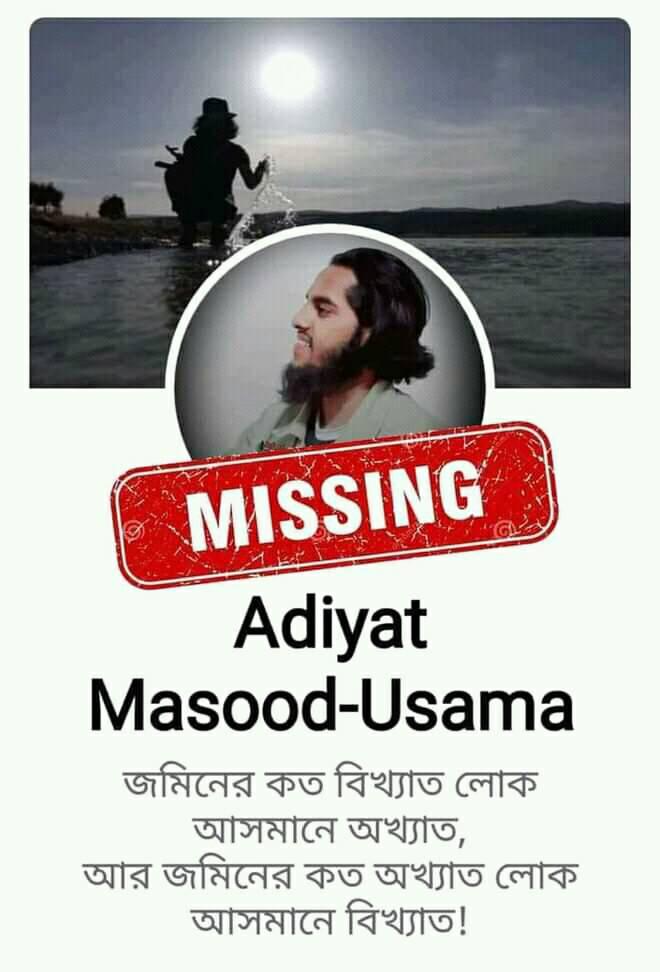 MISSING
Adiyat
Masood-Usama
জমিনের কত বিখ্যাত লোক
আসমানে অখ্যাত,
আর জমিনের কত অখ্যাত লোক
আসমানে বিখ্যাত!